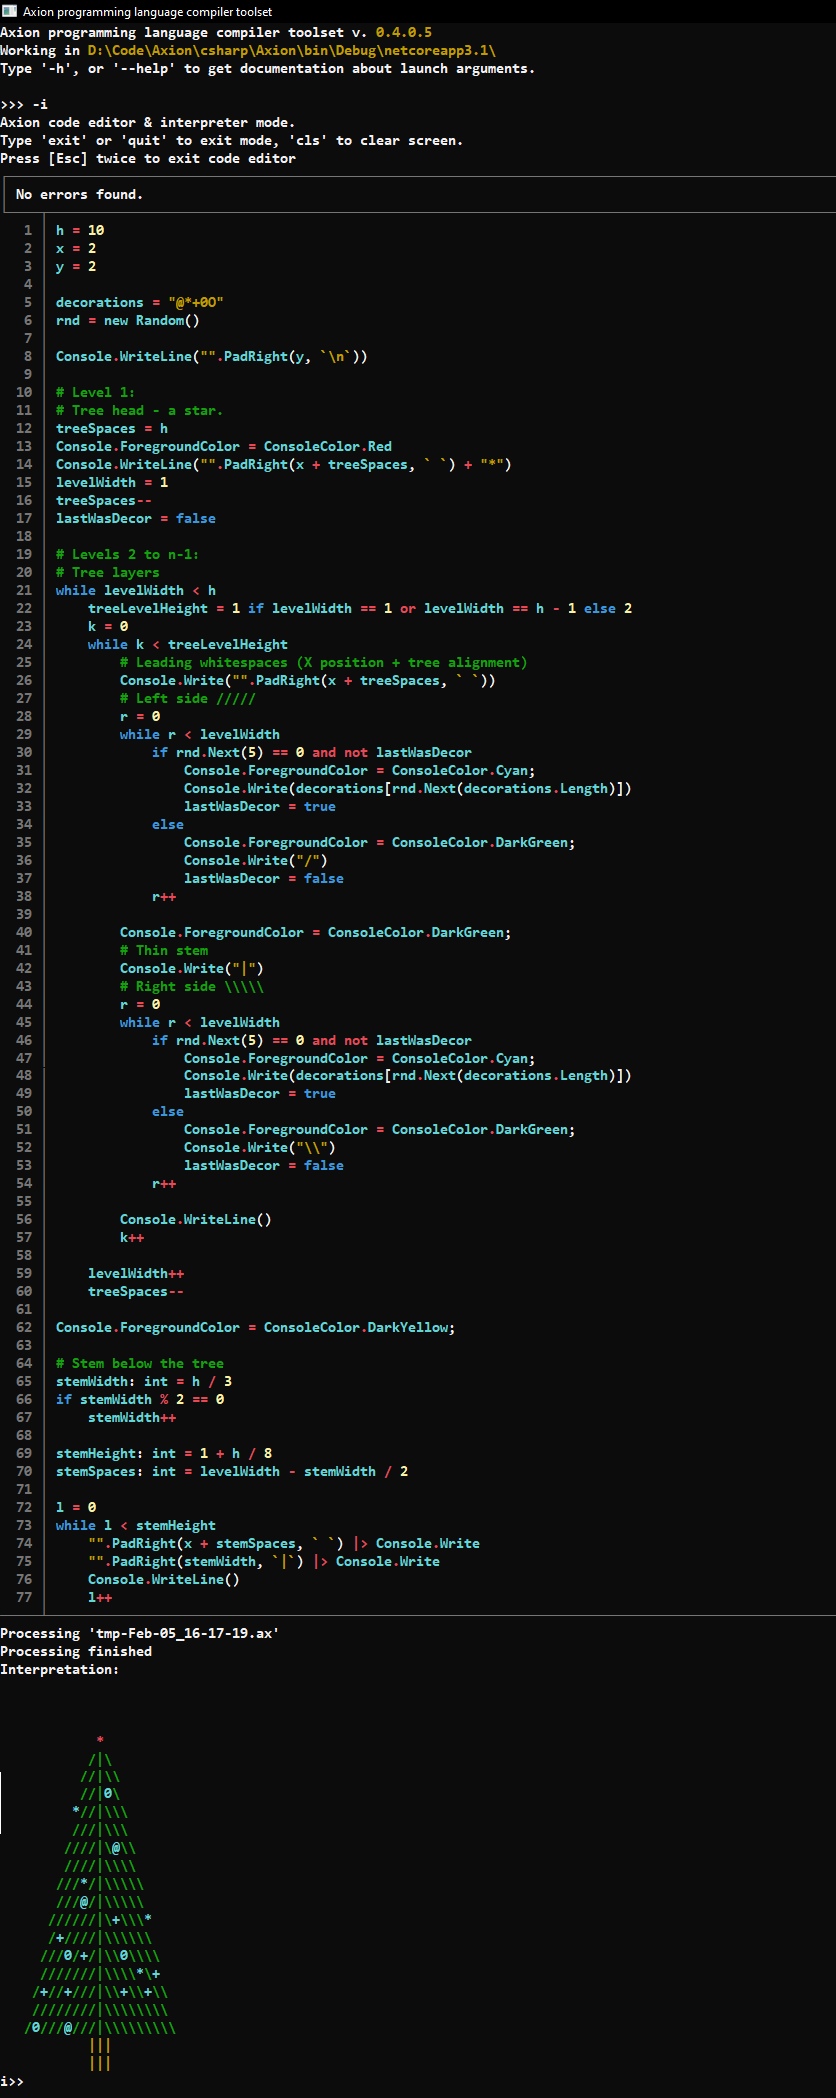 Axion programming language compiler toolset
Axion programming language compiler toolset v. 0.4.0.5
Working in D:\Code\Axion\csharp\Axion\bin\Debug\netcoreapp3.1\
Type '-h', or '--help' to get documentation about launch arguments.
>>> -i
Axion code editor & interpreter mode.
Type 'exit' or 'quit' to exit mode, 'cls' to clear screen.
Press [Esc] twice to exit code editor
No errors found.
1 h = 10
2 x = 2
3 y = 2
4
5 decorations = "@*+0O"
6 rnd = new Random()
7
8 Console.WriteLine("".PadRight(y, `\n`))
9
10 # Level 1:
11 # Tree head - a star.
12 treeSpaces = h
13 Console.ForegroundColor = ConsoleColor.Red
14 Console.WriteLine("".PadRight(x + treeSpaces, ` `) + "*")
15 levelWidth = 1
16 treeSpaces--
17 lastWasDecor = false
18
19 # Levels 2 to n-1:
20 # Tree layers
21 while levelWidth < h
22     treeLevelHeight = 1 if levelWidth == 1 or levelWidth == h - 1 else 2
23     k = 0
24     while k < treeLevelHeight
25         # Leading whitespaces (X position + tree alignment)
26         Console.Write("".PadRight(x + treeSpaces, ` `))
27         # Left side /////
28         r = 0
29         while r < levelWidth
30             if rnd.Next(5) == 0 and not lastWasDecor
31                 Console.ForegroundColor = ConsoleColor.Cyan;
32                 Console.Write(decorations[rnd.Next(decorations.Length)])
33                 lastWasDecor = true
34             else
35                 Console.ForegroundColor = ConsoleColor.DarkGreen;
36                 Console.Write("/")
37                 lastWasDecor = false
38             r++
39
40         Console.ForegroundColor = ConsoleColor.DarkGreen;
41         # Thin stem
42         Console.Write("|")
43         # Right side \\\\\
44         r = 0
45         while r < levelWidth
46             if rnd.Next(5) == 0 and not lastWasDecor
47                 Console.ForegroundColor = ConsoleColor.Cyan;
48                 Console.Write(decorations[rnd.Next(decorations.Length)])
49                 lastWasDecor = true
50             else
51                 Console.ForegroundColor = ConsoleColor.DarkGreen;
52                 Console.Write("\\")
53                 lastWasDecor = false
54             r++
55
56         Console.WriteLine()
57         k++
58
59     levelWidth++
60     treeSpaces--
61
62 Console.ForegroundColor = ConsoleColor.DarkYellow;
63
64 # Stem below the tree
65 stemWidth: int = h / 3
66 if stemWidth % 2 == 0
67     stemWidth++
68
69 stemHeight: int = 1 + h / 8
70 stemSpaces: int = levelWidth - stemWidth / 2
71
72 l = 0
73 while l < stemHeight
74     "".PadRight(x + stemSpaces, ` `) |> Console.Write
75     "".PadRight(stemWidth, `|`) |> Console.Write
76     Console.WriteLine()
77     l++
Processing 'tmp-Feb-05_16-17-19.ax'
Processing finished
Interpretation:
            *
           /|\
          //|\\
          //|0\
         *//|\\\
         ///|\\\
        ////|\@\\
        ////|\\\\
       ///*/|\\\\\
       ///@/|\\\\\
      //////|\+\\\*
      /+////|\\\\\\
     ///0/+/|\\0\\\\
     ///////|\\\\*\+
    /+//+///|\\+\\+\\
    ////////|\\\\\\\\
   /0///@///|\\\\\\\\\
           |||
           |||
i>>